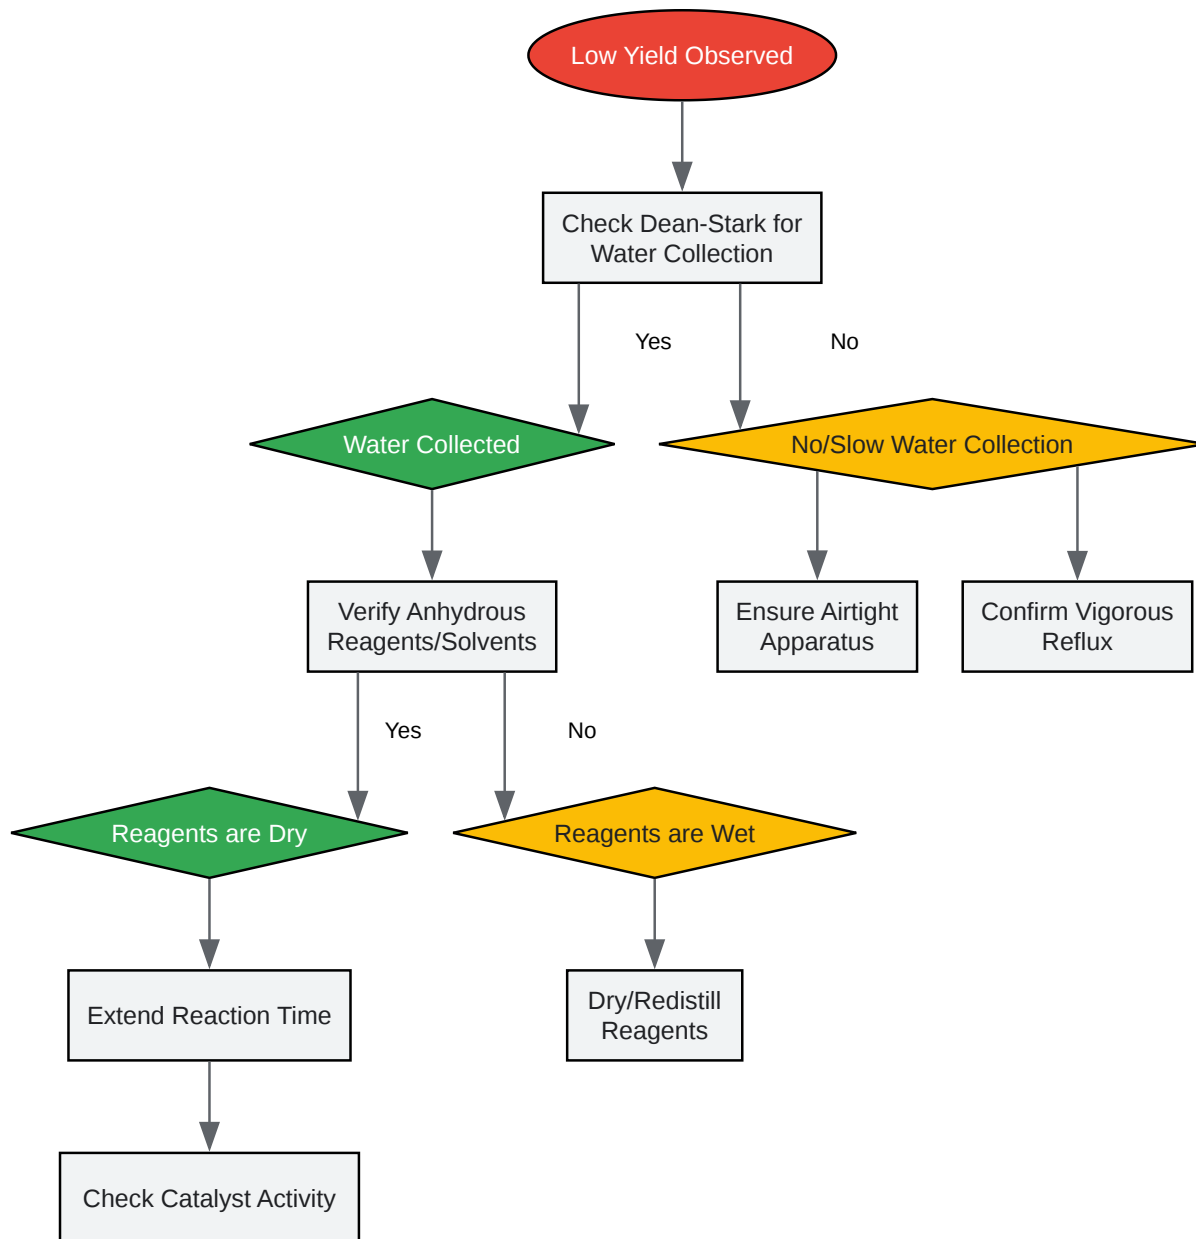 Low Yield Observed
Check Dean-Stark for
Water Collection
Yes
No
Water Collected
No/Slow Water Collection
Verify Anhydrous
Reagents/Solvents
Ensure Airtight
Apparatus
Confirm Vigorous
Reflux
Yes
No
Reagents are Dry
Reagents are Wet
Extend Reaction Time
Dry/Redistill
Reagents
Check Catalyst Activity